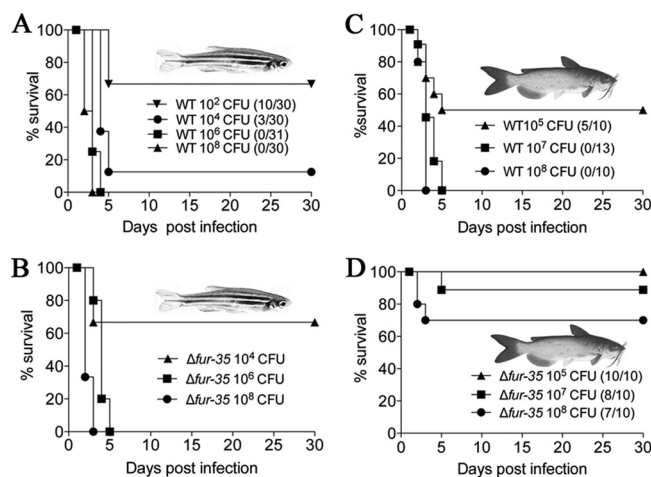 A
% survival
100
80
60
40
20
0
WT 10² CFU (10/30)
WT 10⁴ CFU (3/30)
WT 10⁶ CFU (0/31)
WT 10⁸ CFU (0/30)
0 5 10 15 20 25 30
Days post infection
B
% survival
100
80
60
40
20
0
Δfur-35 10⁴ CFU
Δfur-35 10⁶ CFU
Δfur-35 10⁸ CFU
0 5 10 15 20 25 30
Days post infection
C
% survival
100
80
60
40
20
0
WT10⁵ CFU (5/10)
WT 10⁷ CFU (0/13)
WT 10⁸ CFU (0/10)
0 5 10 15 20 25 30
Days post infection
D
% survival
100
80
60
40
20
0
Δfur-35 10⁵ CFU (10/10)
Δfur-35 10⁷ CFU (8/10)
Δfur-35 10⁸ CFU (7/10)
0 5 10 15 20 25 30
Days post infection